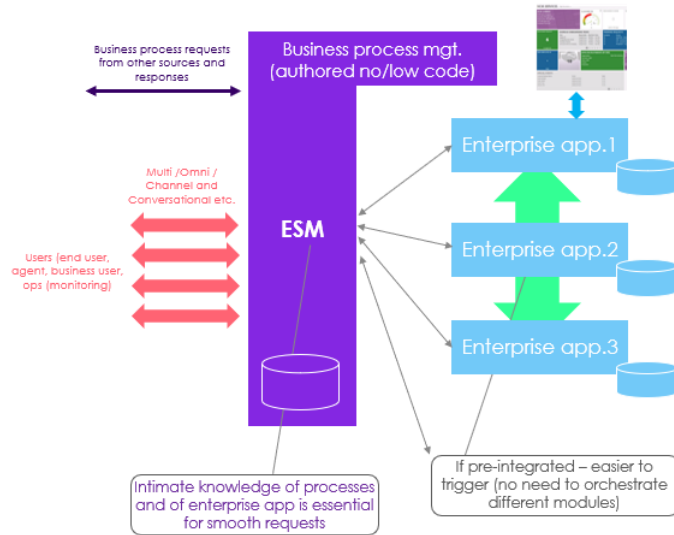 Business process requests
from other sources and
responses
Business process mgt.
(authored no/low code)
Multi /Omni /
Channel and
Conversational etc.
Users (end user,
agent, business user,
ops (monitoring)
ESM
Enterprise app.1
Enterprise app.2
Enterprise app.3
Intimate knowledge of processes
and of enterprise app is essential
for smooth requests
If pre-integrated – easier to
trigger (no need to orchestrate
different modules)